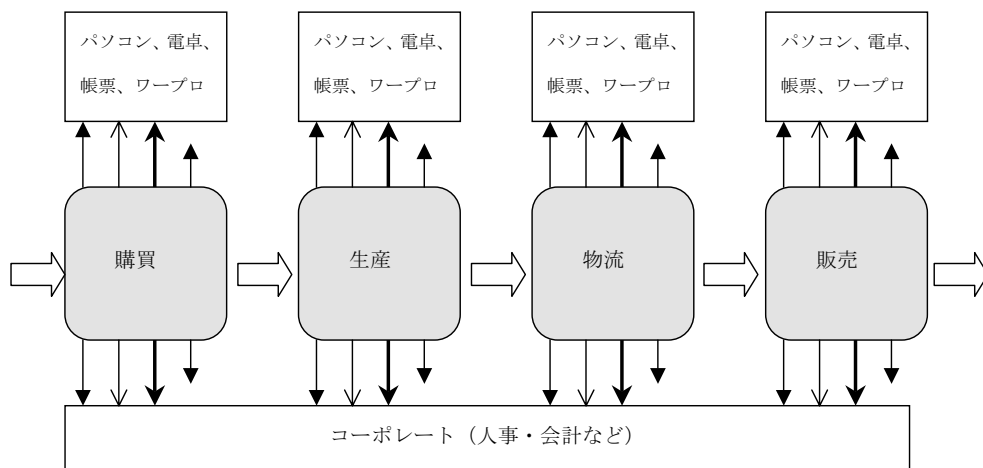 パソコン、電卓、
帳票、ワープロ
パソコン、電卓、
帳票、ワープロ
パソコン、電卓、
帳票、ワープロ
パソコン、電卓、
帳票、ワープロ
購買
生産
物流
販売
コーポレート（人事・会計など）